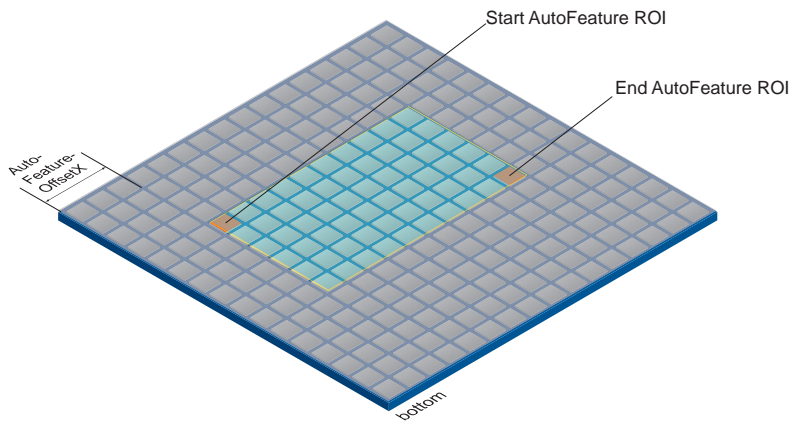 Start AutoFeature ROI
End AutoFeature ROI
Auto-
Feature-
OffsetX
bottom